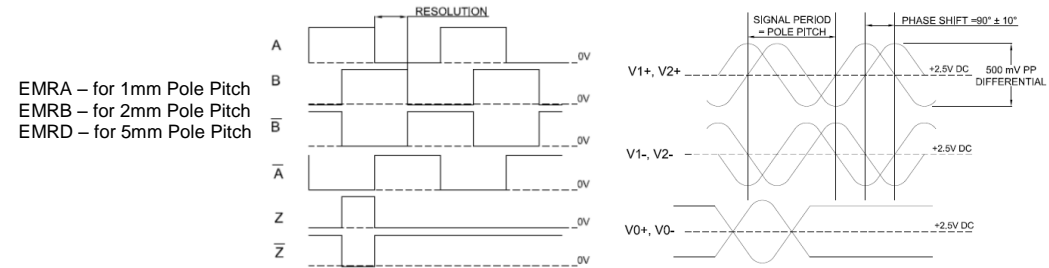 EMRA – for 1mm Pole Pitch
EMRB – for 2mm Pole Pitch
EMRD – for 5mm Pole Pitch
RESOLUTION
A
0V
B
0V
B̅
0V
A̅
0V
Z
0V
Z̅
0V
SIGNAL PERIOD
= POLE PITCH
PHASE SHIFT =90° ± 10°
V1+, V2+
+2,5V DC
500 mV PP
DIFFERENTIAL
V1-, V2-
+2.5V DC
V0+, V0-
+2,5V DC